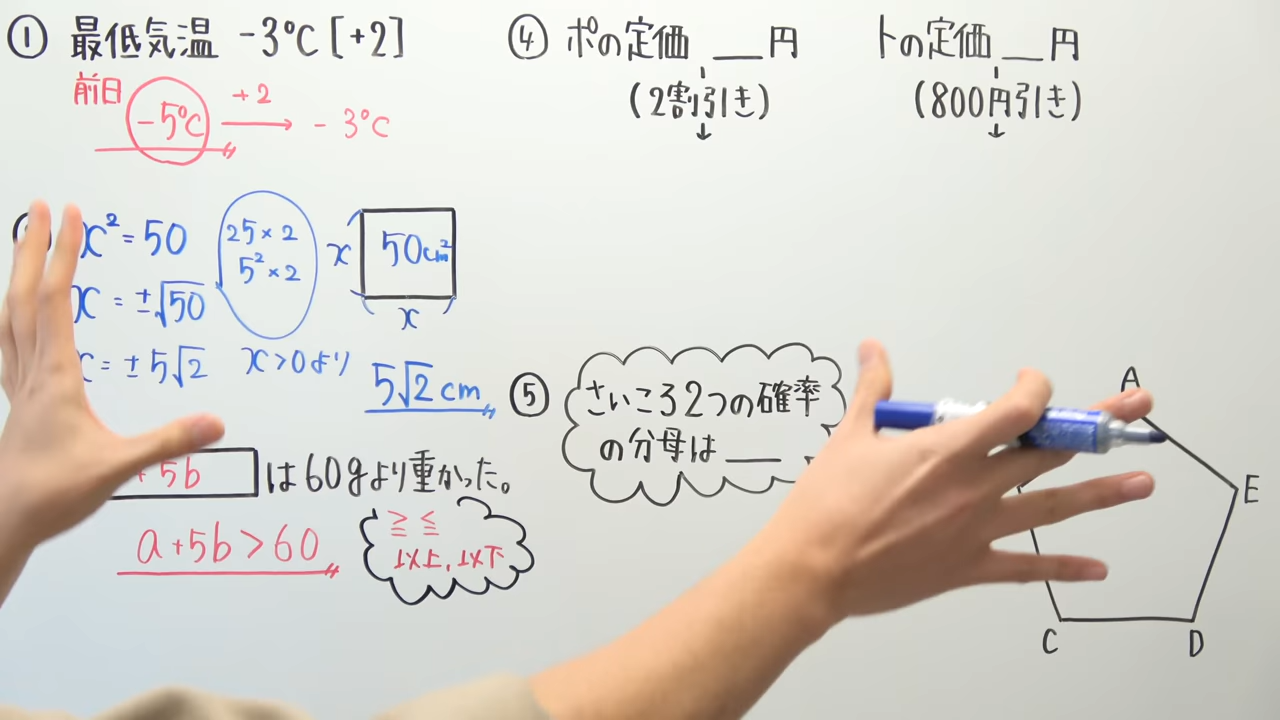 ① 最低気温 -3℃ [+2]
前日 -5℃ +2 → -3℃
x² = 50
25×2
5²×2
x = ±√50
x = ±5√2 x>0より
5√2 cm
x
50cm²
x
+5b は60gより重かった。
a+5b>60
≧ ≦
以上、以下
④ ポの定価 __円
(2割引き)
↓
トの定価 __円
(800円引き)
↓
⑤ さいころ2つの確率
の分母は ___
A
E
C
D